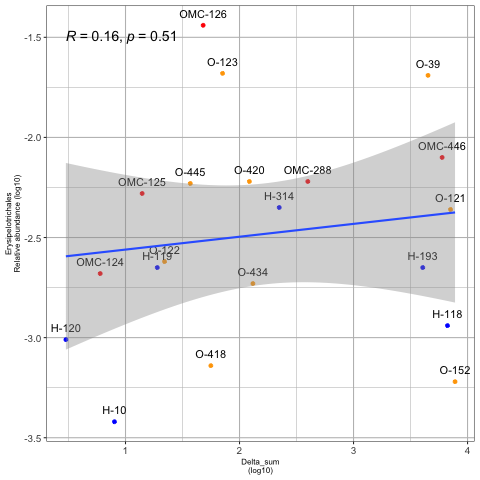 OMC-126
-1.5
R = 0.16, p = 0.51
O-123
O-39
-2.0
OMC-446
OMC-125
O-445
O-420
OMC-288
H-314
O-121
Erysipelotrichales
Relative abundance (log10)
-2.5
OMC-124
H-119
O-122
O-434
H-193
-3.0
H-120
H-118
O-418
O-152
H-10
-3.5
1
2
3
4
Delta_sum
(log10)